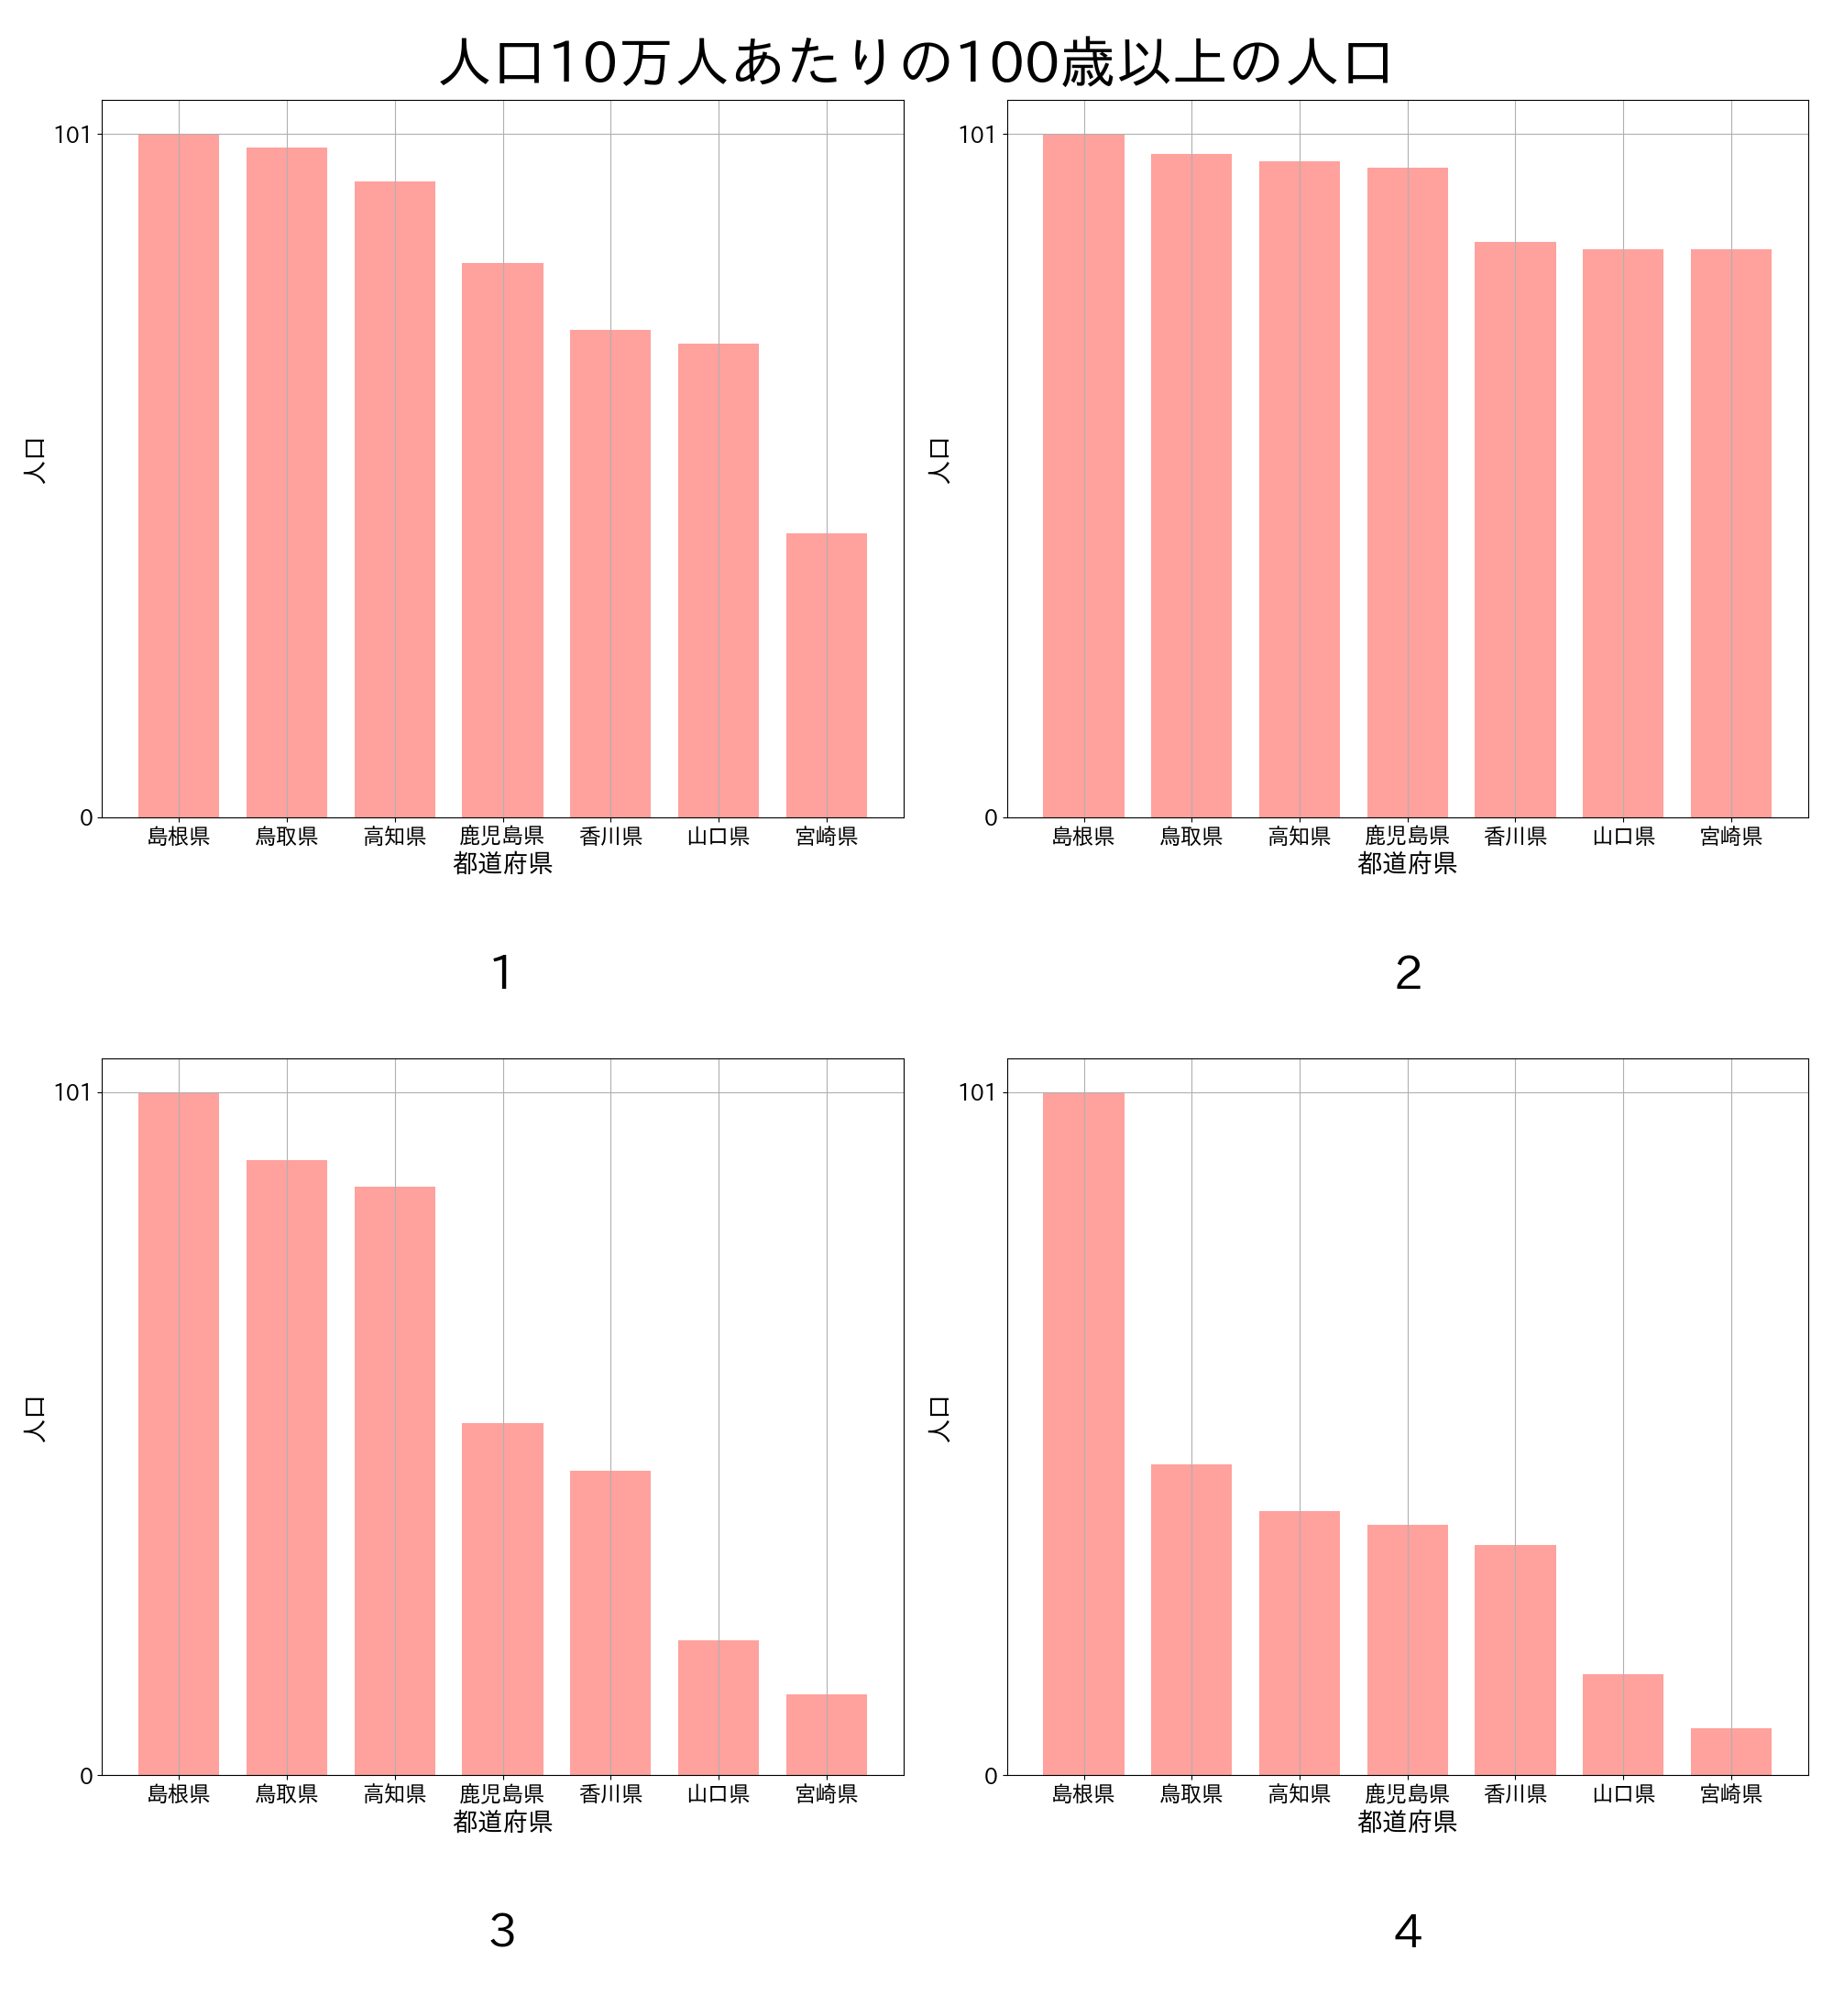 人口10万人あたりの100歳以上の人口
101
0
人口
島根県 鳥取県 高知県 鹿児島県 香川県 山口県 宮崎県
都道府県
1
101
0
人口
島根県 鳥取県 高知県 鹿児島県 香川県 山口県 宮崎県
都道府県
2
101
0
人口
島根県 鳥取県 高知県 鹿児島県 香川県 山口県 宮崎県
都道府県
3
101
0
人口
島根県 鳥取県 高知県 鹿児島県 香川県 山口県 宮崎県
都道府県
4